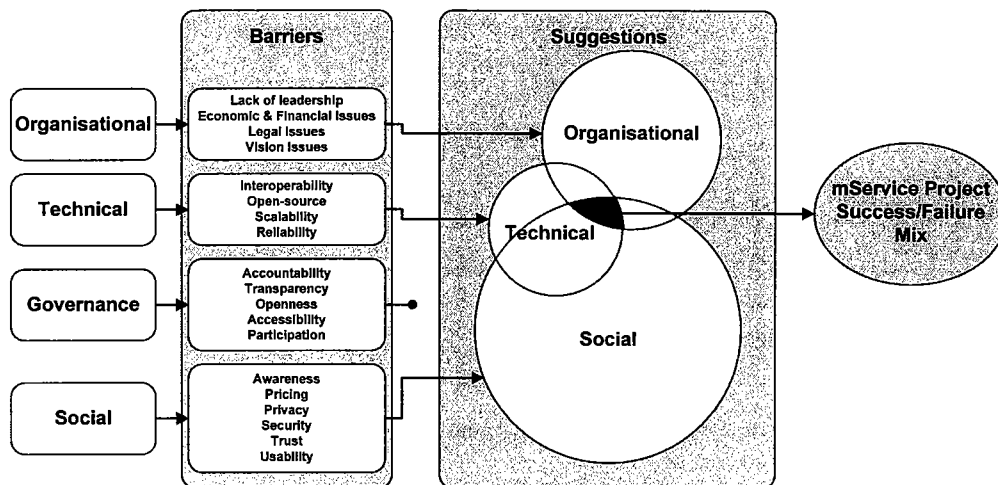 Barriers
Suggestions
Organisational
Lack of leadership
Economic & Financial Issues
Legal Issues
Vision Issues
Technical
Interoperability
Open-source
Scalability
Reliability
Governance
Accountability
Transparency
Openness
Accessibility
Participation
Social
Awareness
Pricing
Privacy
Security
Trust
Usability
Organisational
Technical
Social
mService Project
Success/Failure
Mix